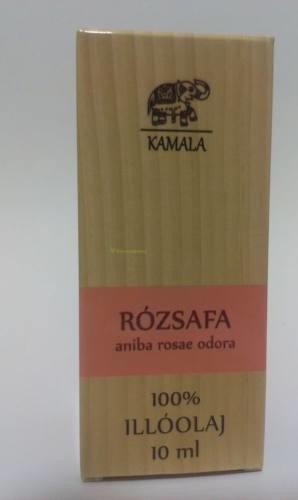 KAMALA
RÓZSAFA
aniba rosae odora
100%
ILLÓOLAJ
10 ml